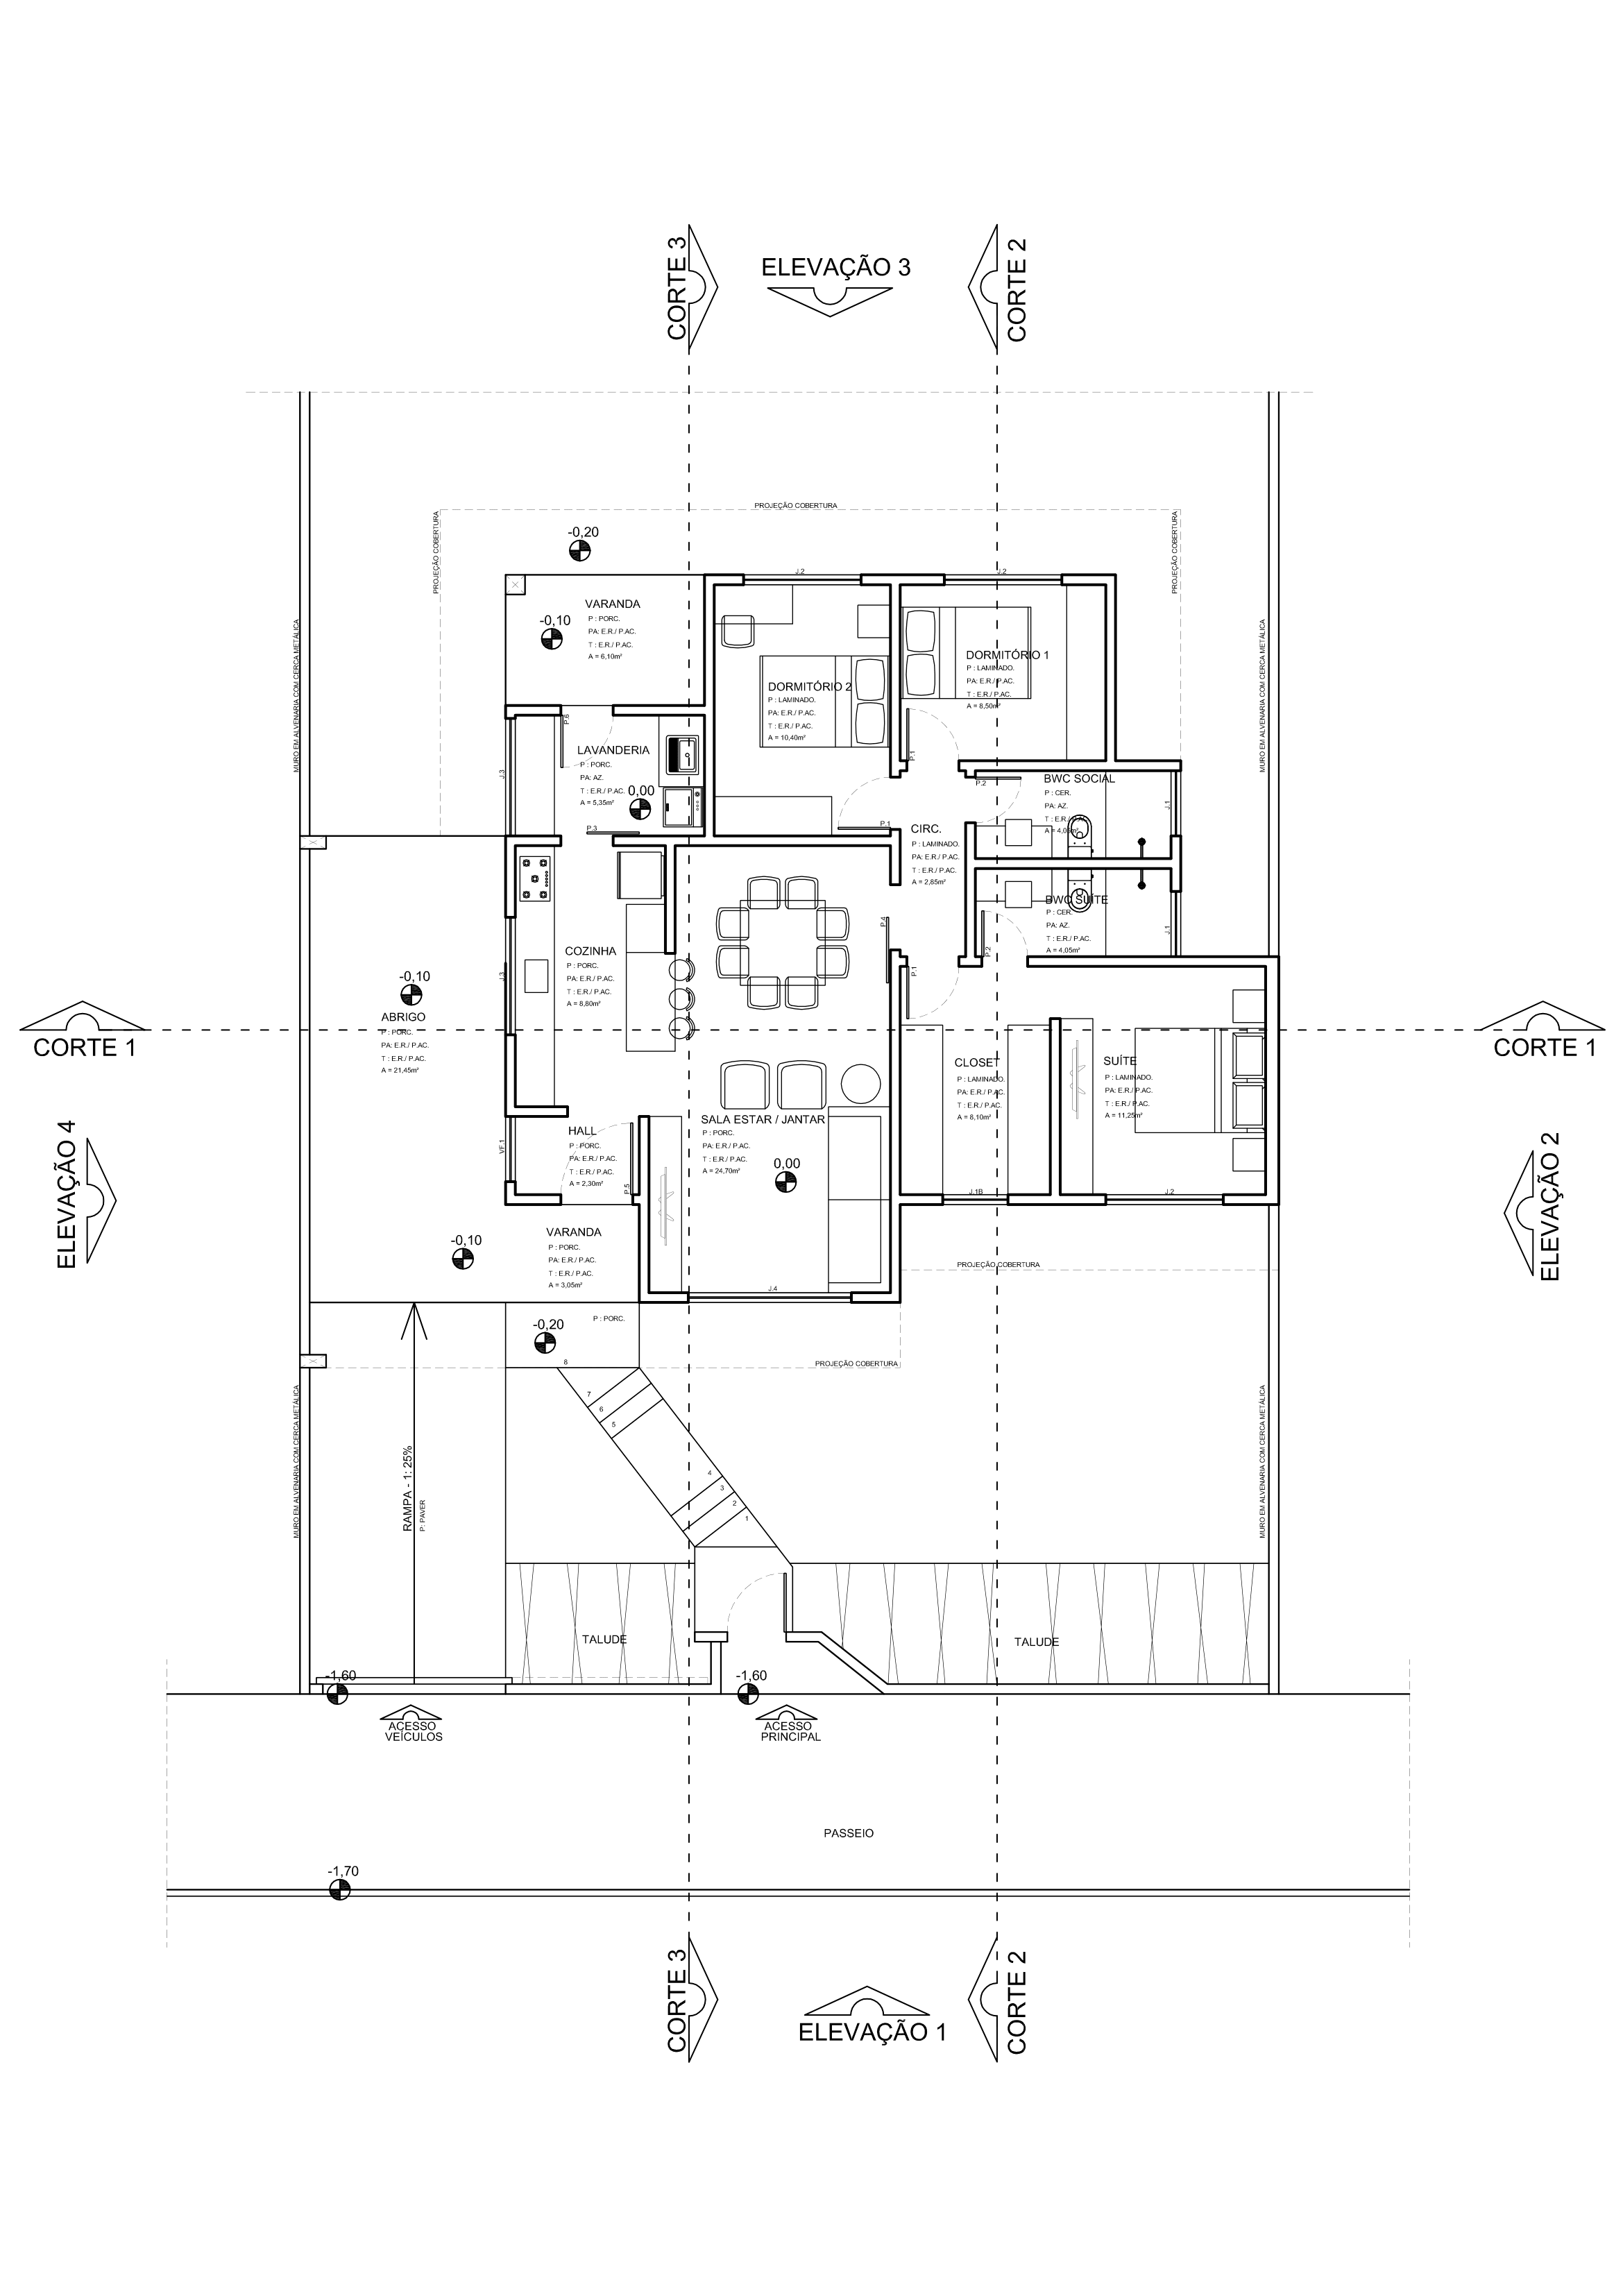 CORTE 3
ELEVAÇÃO 3
CORTE 2
PROJEÇÃO COBERTURA
PROJEÇÃO COBERTURA
PROJEÇÃO COBERTURA
MURO EM ALVENARIA COM CERCA METÁLICA
MURO EM ALVENARIA COM CERCA METÁLICA
-0,20
J.2
J.2
VARANDA
P : PORC.
PA: E.R./ P.AC.
T : E.R./ P.AC.
A = 6,10m²
-0,10
DORMITÓRIO 2
P : LAMINADO.
PA: E.R./ P.AC.
T : E.R./ P.AC.
A = 10,40m²
DORMITÓRIO 1
P : LAMINADO.
PA: E.R./ P.AC.
T : E.R./ P.AC.
A = 8,50m²
P.6
P.1
LAVANDERIA
P : PORC.
PA: AZ.
T : E.R./ P.AC.
A = 5,35m²
0,00
J.3
P.3
P.1
P.2
BWC SOCIAL
P : CER.
PA: AZ.
T : E.R./ P.AC.
A = 4,05m²
J.1
CIRC.
P : LAMINADO.
PA: E.R./ P.AC.
T : E.R./ P.AC.
A = 2,85m²
BWC SUÍTE
P : CER.
PA: AZ.
T : E.R./ P.AC.
A = 4,05m²
J.1
P.4
P.2
P.1
COZINHA
P : PORC.
PA: E.R./ P.AC.
T : E.R./ P.AC.
A = 8,80m²
J.3
-0,10
ABRIGO
P : PORC.
PA: E.R./ P.AC.
T : E.R./ P.AC.
A = 21,45m²
CORTE 1
CORTE 1
CLOSET
P : LAMINADO.
PA: E.R./ P.AC.
T : E.R./ P.AC.
A = 8,10m²
SUÍTE
P : LAMINADO.
PA: E.R./ P.AC.
T : E.R./ P.AC.
A = 11,25m²
SALA ESTAR / JANTAR
P : PORC.
PA: E.R./ P.AC.
T : E.R./ P.AC.
A = 24,70m²
0,00
HALL
P : PORC.
PA: E.R./ P.AC.
T : E.R./ P.AC.
A = 2,30m²
VF.1
P.5
J.1B
J.2
ELEVAÇÃO 4
ELEVAÇÃO 2
VARANDA
P : PORC.
PA: E.R./ P.AC.
T : E.R./ P.AC.
A = 3,05m²
-0,10
PROJEÇÃO COBERTURA
J.4
P : PORC.
-0,20
PROJEÇÃO COBERTURA
8
7
6
5
4
3
2
1
RAMPA - 1: 25%
P: PAVER
MURO EM ALVENARIA COM CERCA METÁLICA
MURO EM ALVENARIA COM CERCA METÁLICA
TALUDE
TALUDE
-1,60
-1,60
ACESSO
VEÍCULOS
ACESSO
PRINCIPAL
PASSEIO
-1,70
CORTE 3
ELEVAÇÃO 1
CORTE 2